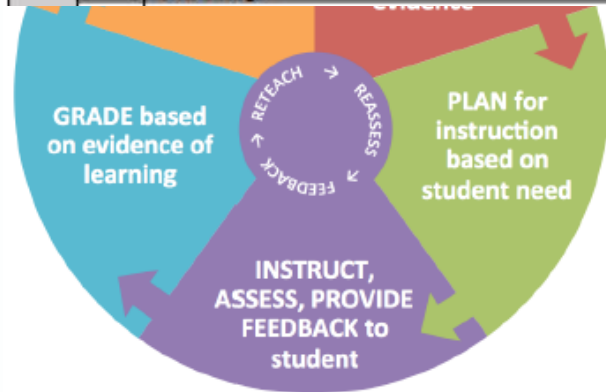 evidence
GRADE based
on evidence of
learning
RETEACH → REASSESS → FEEDBACK →
PLAN for
instruction
based on
student need
INSTRUCT,
ASSESS, PROVIDE
FEEDBACK to
student